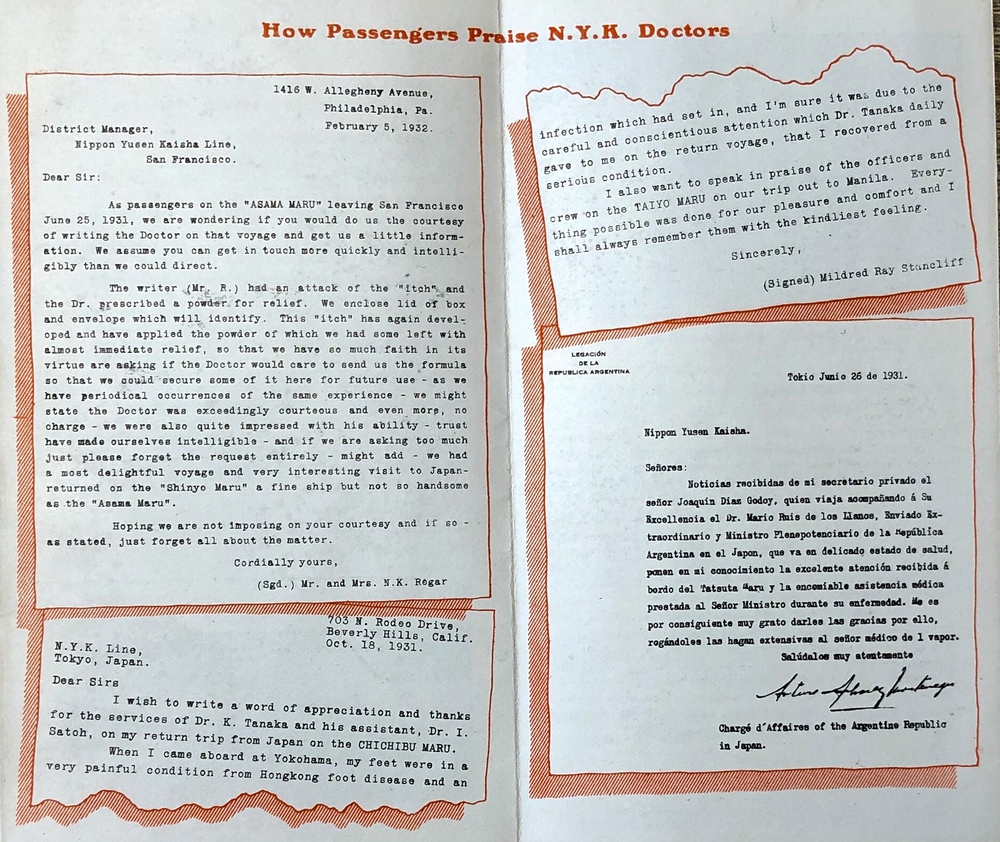 How Passengers Praise N.Y.K. Doctors
1416 W. Allegheny Avenue,
Philadelphia, Pa.
February 5, 1932.
District Manager,
Nippon Yusen Kaisha Line,
San Francisco.
Dear Sir:
As passengers on the "ASAMA MARU" leaving San Francisco
June 25, 1931, we are wondering if you would do us the courtesy
of writing the Doctor on that voyage and get us a little inform-
ation. We assume you can get in touch more quickly and intelli-
gibly than we could direct.
The writer (Mr. R.) had an attack of the "itch" and
the Dr. prescribed a powder for relief. We enclose lid of box
and envelope which will identify. This "itch" has again devel-
oped and have applied the powder of which we had some left with
almost immediate relief, so that we have so much faith in its
virtue are asking if the Doctor would care to send us the formula
so that we could secure some of it here for future use - as we
have periodical occurrences of the same experience - we might
state the Doctor was exceedingly courteous and even more, no
charge - we were also quite impressed with his ability - trust
have made ourselves intelligible - and if we are asking too much
just please forget the request entirely - might add - we had
a most delightful voyage and very interesting visit to Japan-
returned on the "Shinyo Maru" a fine ship but not so handsome
as the "Asama Maru".
Hoping we are not imposing on your courtesy and if so -
as stated, just forget all about the matter.
Cordially yours,
(Sgd.) Mr. and Mrs. N.K. Rogar
703 N. Rodeo Drive,
Beverly Hills, Calif.
Oct. 18, 1931.
N.Y.K. Line,
Tokyo, Japan.
Dear Sirs
I wish to write a word of appreciation and thanks
for the services of Dr. K. Tanaka and his assistant, Dr. I.
Satoh, on my return trip from Japan on the CHICHIBU MARU.
When I came aboard at Yokohama, my feet were in a
very painful condition from Hongkong foot disease and an
infection which had set in, and I'm sure it was due to the
careful and conscientious attention which Dr. Tanaka daily
gave to me on the return voyage, that I recovered from a
serious condition.
I also want to speak in praise of the officers and
crew on the TAIYO MARU on our trip out to Manila. Every-
thing possible was done for our pleasure and comfort and I
shall always remember them with the kindliest feeling.
Sincerely,
(Signed) Mildred Ray Stancliff
LEGACIÓN
DE LA
REPUBLICA ARGENTINA
Tokio Junio 26 de 1931.
Nippon Yusen Kaisha.
Señores:
Noticias recibidas de mi secretario privado el
señor Joaquin Diaz Godoy, quien viaja acompañando á Su
Excellencia el Dr. Mario Ruis de los Llanos, Enviado Ex-
traordinario y Ministro Plenepotenciario de la República
Argentina en el Japon, que va en delicado estado de salud,
ponen en mi conocimiento la excelente atención recibida á
bordo del Tatsuta Maru y la encomiable asistencia médica
prestada al Señor Ministro durante su enfermedad. Me es
por consiguiente muy grato darles las gracias por ello,
rogándoles las hagan extensivas al señor médico de 1 vapor.
Salúdalos muy atentamente
Chargé d'Affaires of the Argentine Republic
in Japan.